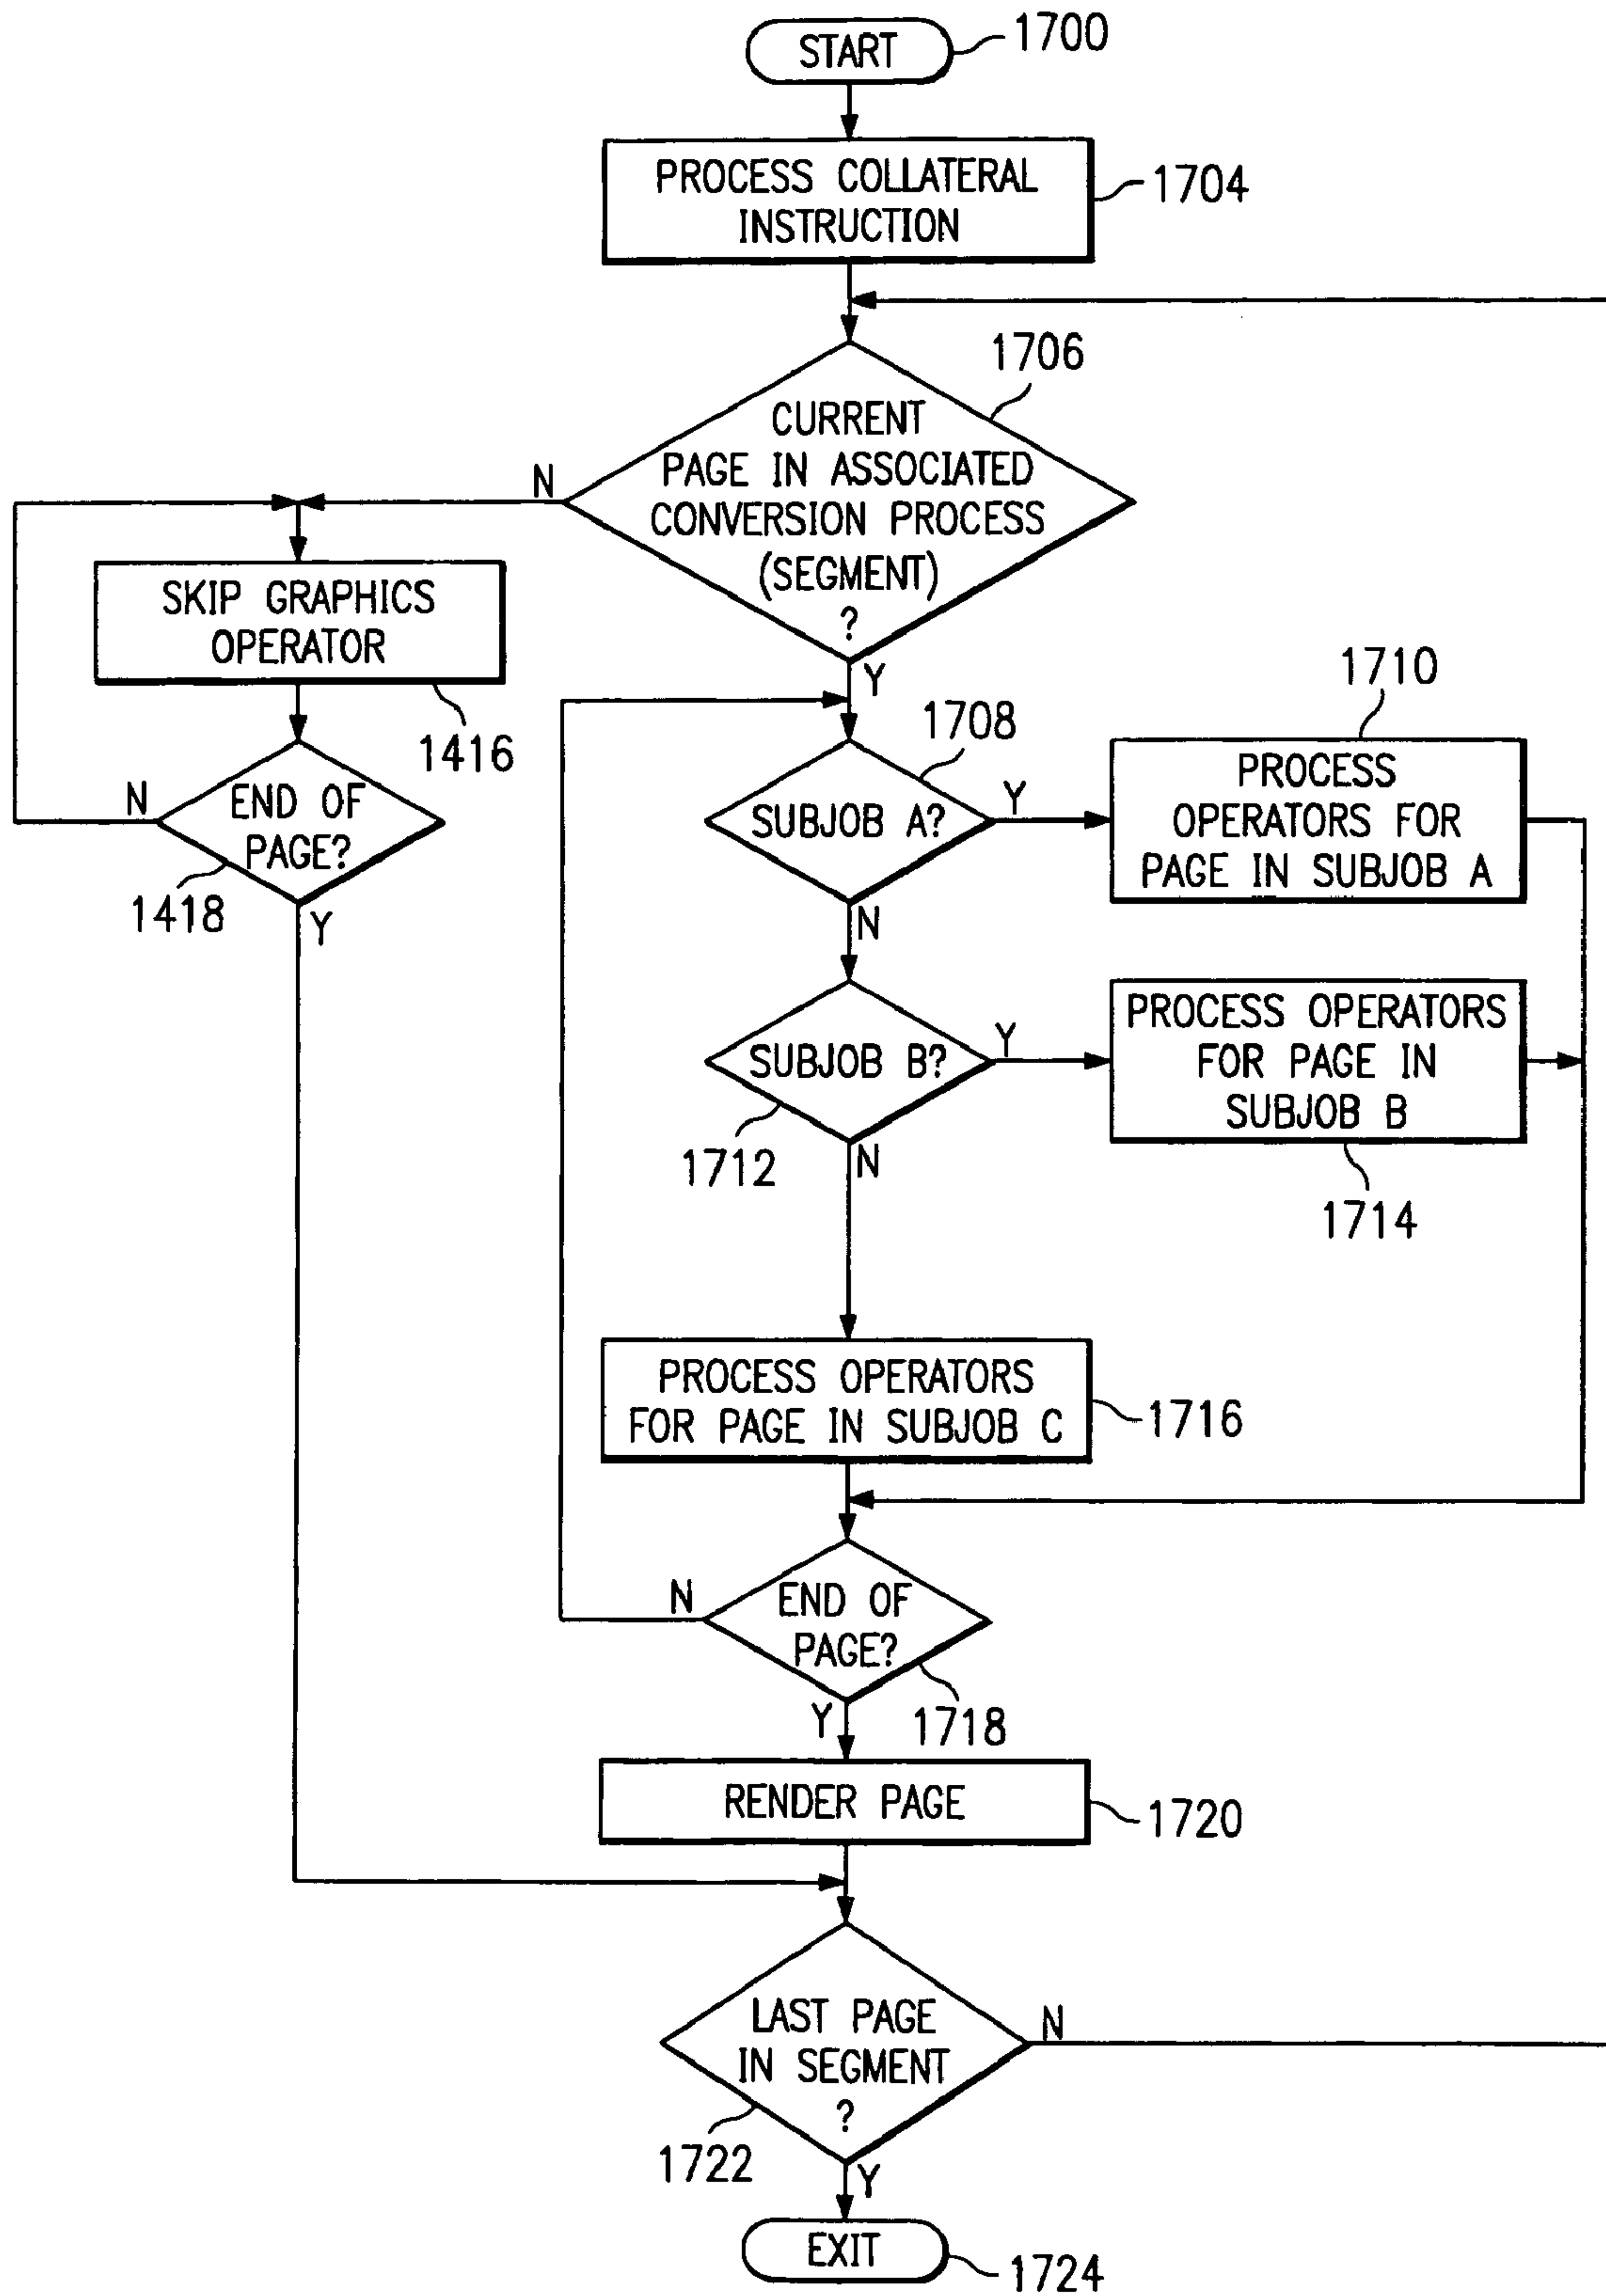 START
1700
PROCESS COLLATERAL
INSTRUCTION
1704
1706
CURRENT
PAGE IN ASSOCIATED
CONVERSION PROCESS
(SEGMENT)
?
N
Y
SKIP GRAPHICS
OPERATOR
1416
END OF
PAGE?
N
1418
Y
1708
SUBJOB A?
Y
N
1710
PROCESS
OPERATORS FOR
PAGE IN SUBJOB A
SUBJOB B?
Y
1712
N
PROCESS OPERATORS
FOR PAGE IN
SUBJOB B
1714
PROCESS OPERATORS
FOR PAGE IN SUBJOB C
1716
END OF
PAGE?
N
Y
1718
RENDER PAGE
1720
LAST PAGE
IN SEGMENT
?
N
1722
Y
EXIT
1724